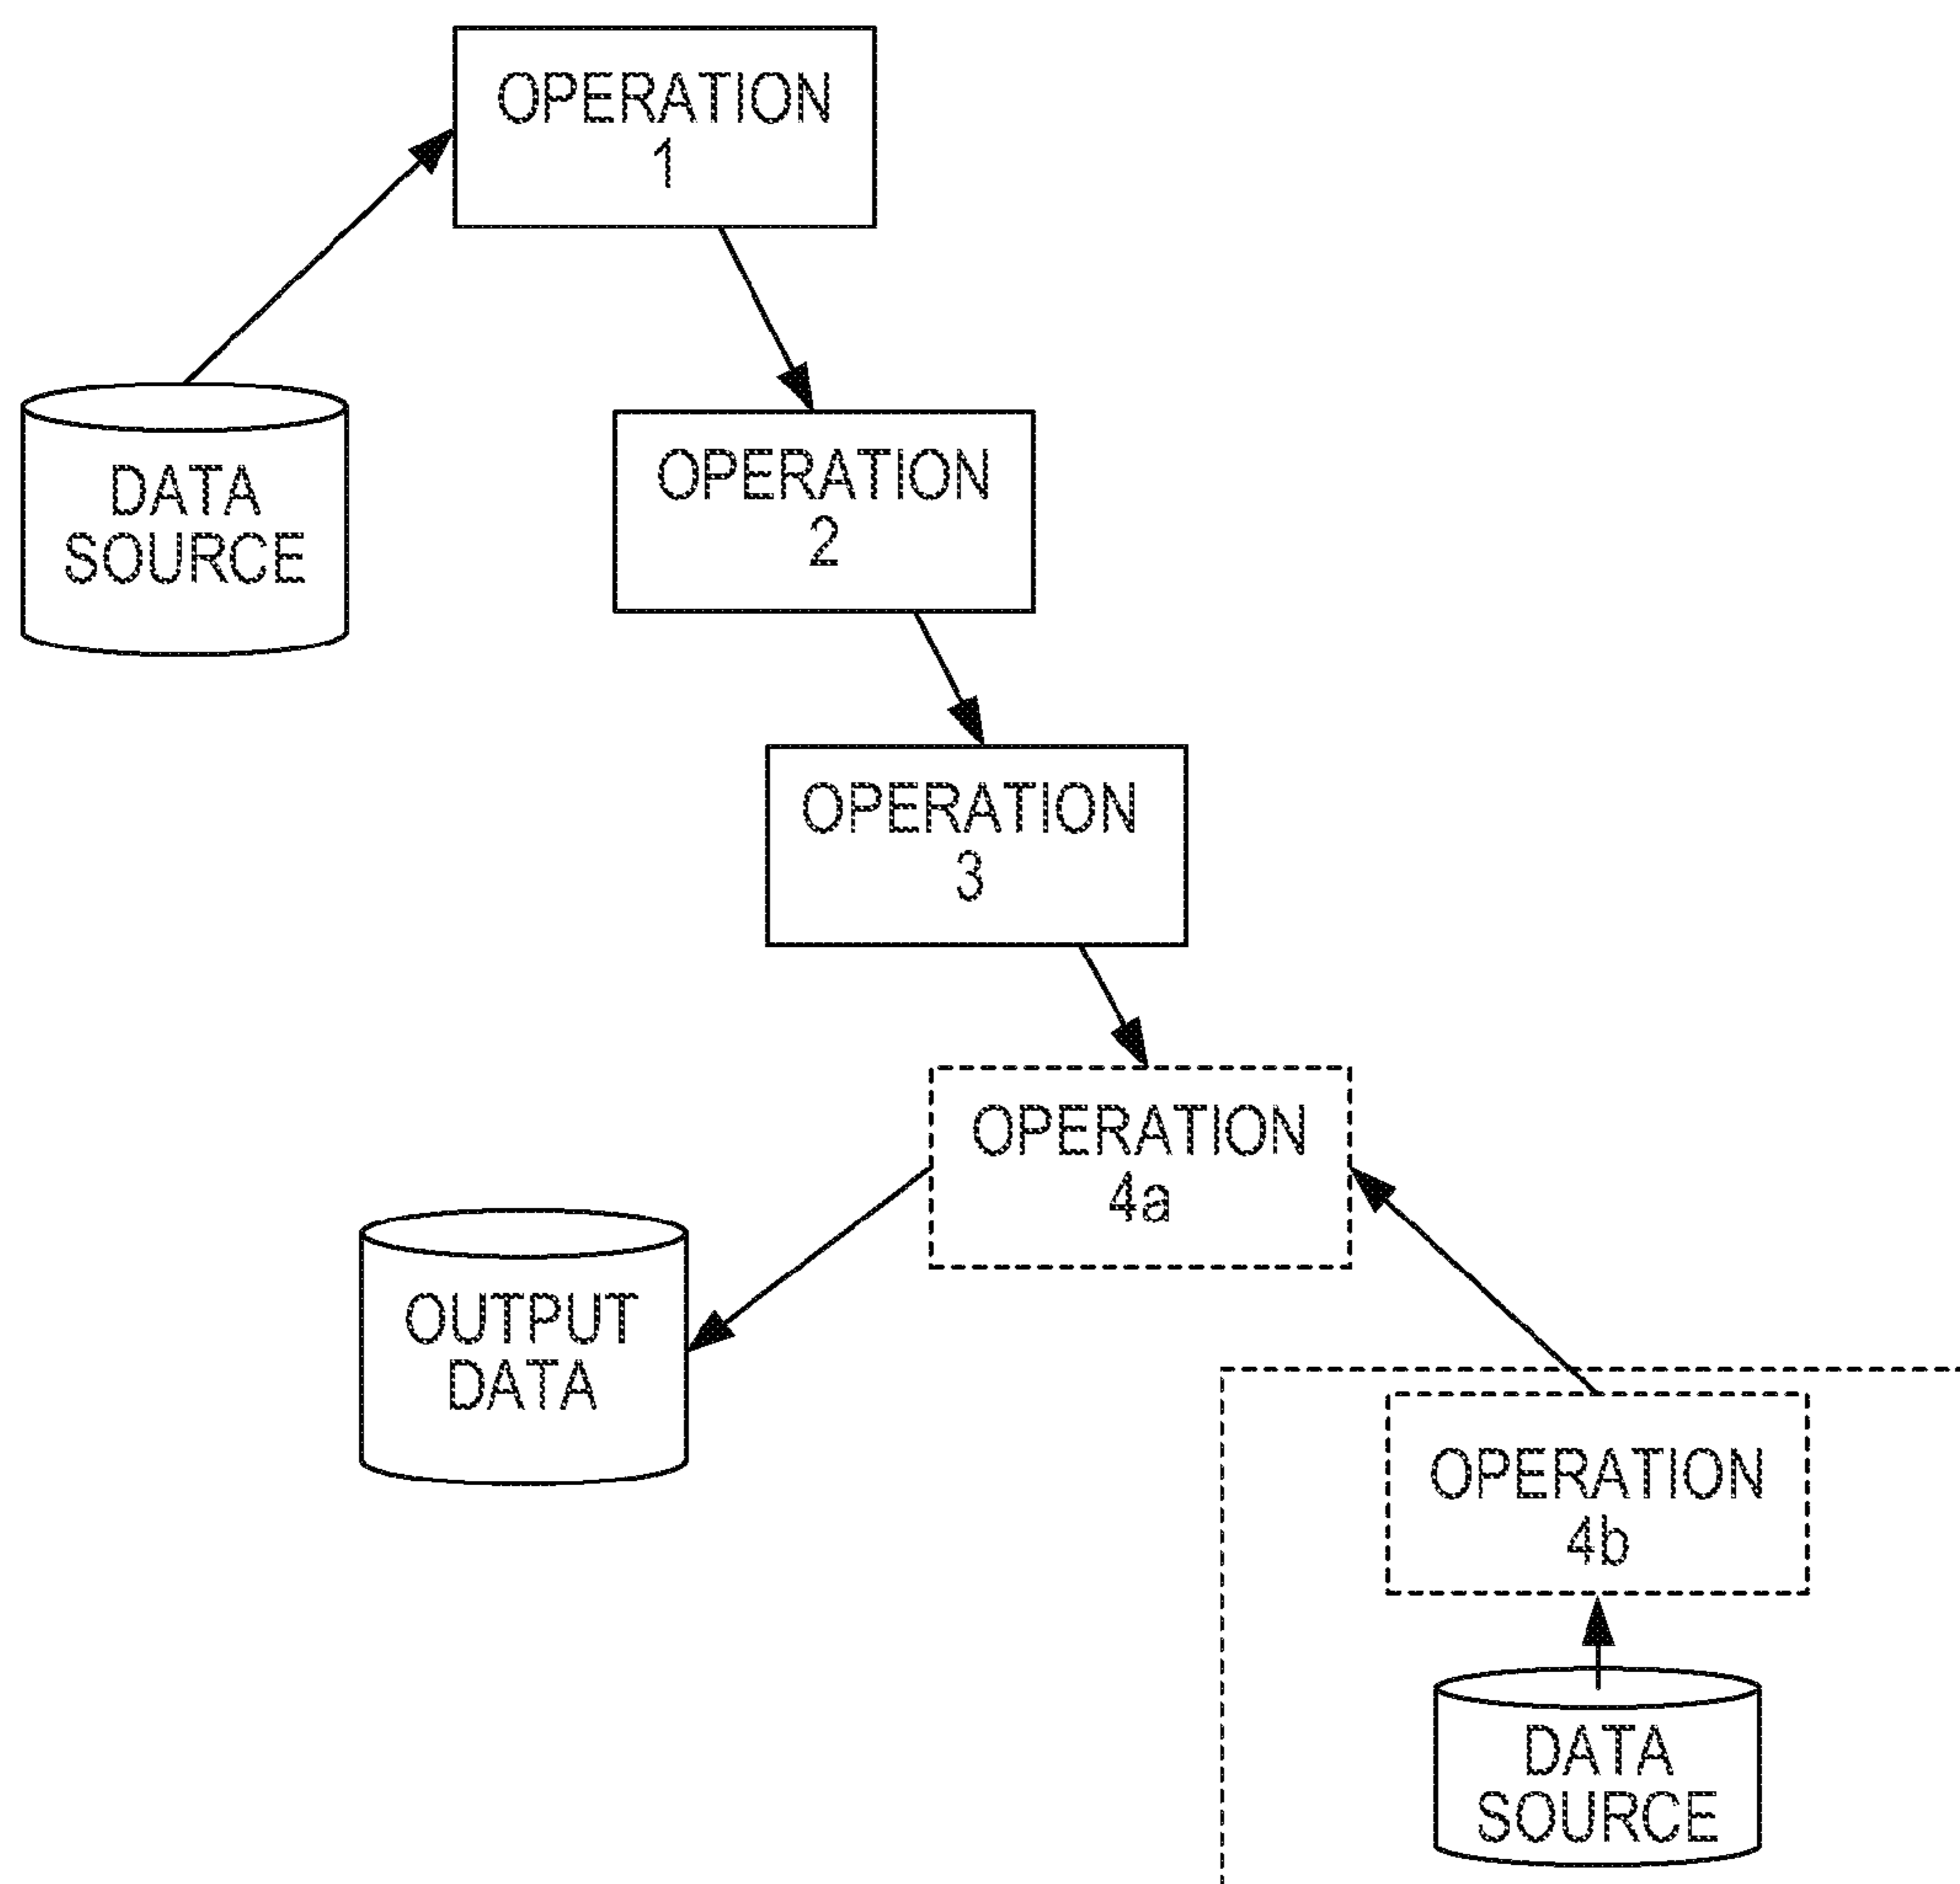 OPERATION
1
DATA
SOURCE
OPERATION
2
OPERATION
3
OPERATION
4a
OUTPUT
DATA
OPERATION
4b
DATA
SOURCE